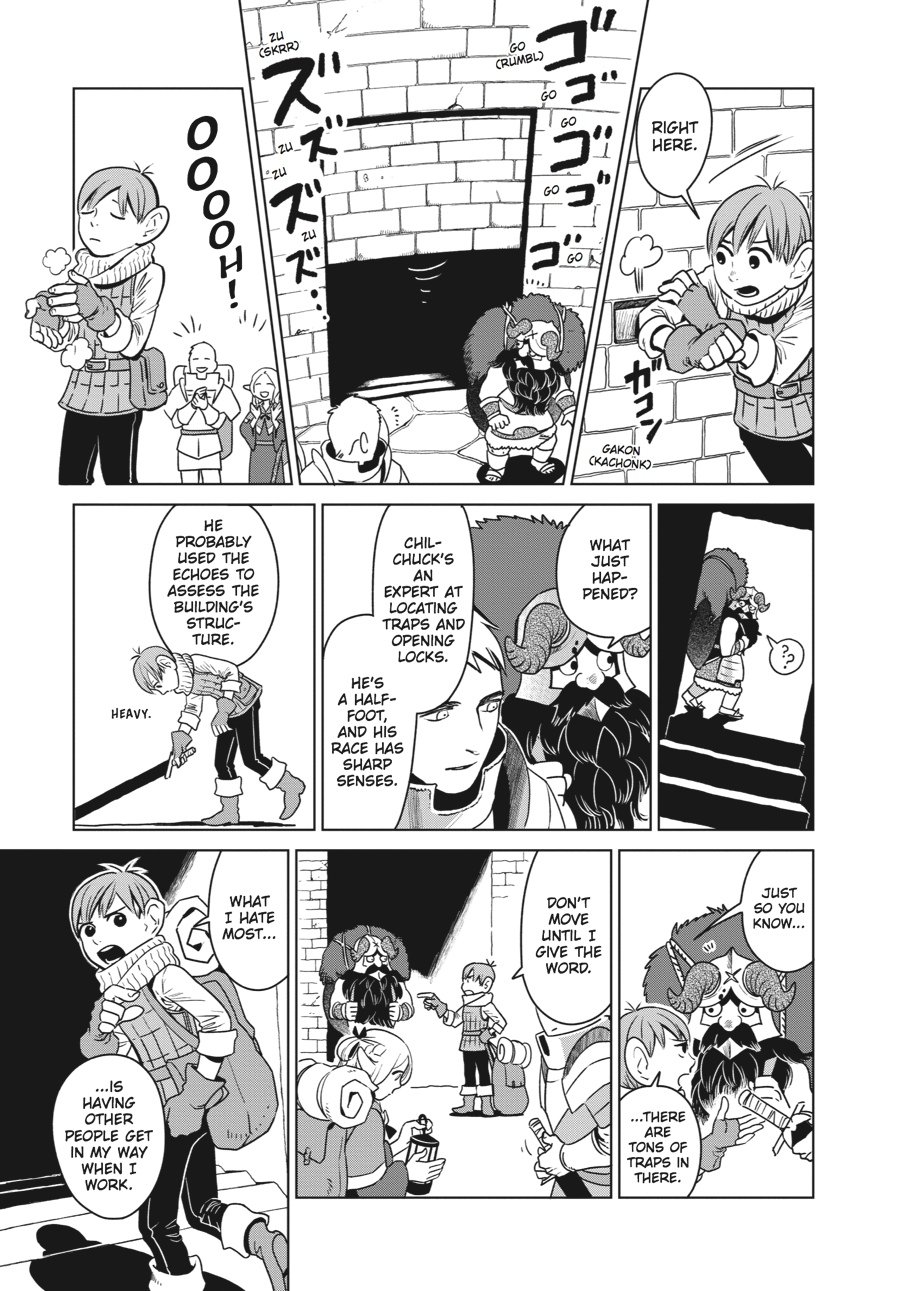 RIGHT
HERE.
ガコン
GAKON
(KACHONK)
ゴ
ゴ
ゴ
ゴ
ゴ
GO
(RUMBL)
GO
GO
GO
GO
GO
ズ
ズ
ズ
ズ
ズ...
ZU
(SKRR)
ZU
ZU
ZU
OOOOH!
??
WHAT
JUST
HAP-
PENED?
CHIL-
CHUCK'S
AN
EXPERT AT
LOCATING
TRAPS AND
OPENING
LOCKS.
HE'S
A HALF-
FOOT,
AND HIS
RACE HAS
SHARP
SENSES.
HE
PROBABLY
USED THE
ECHOES TO
ASSESS THE
BUILDING'S
STRUC-
TURE.
HEAVY.
JUST
SO YOU
KNOW...
...THERE
ARE
TONS OF
TRAPS IN
THERE.
DON'T
MOVE
UNTIL I
GIVE THE
WORD.
WHAT
I HATE
MOST...
...IS
HAVING
OTHER
PEOPLE GET
IN MY WAY
WHEN I
WORK.